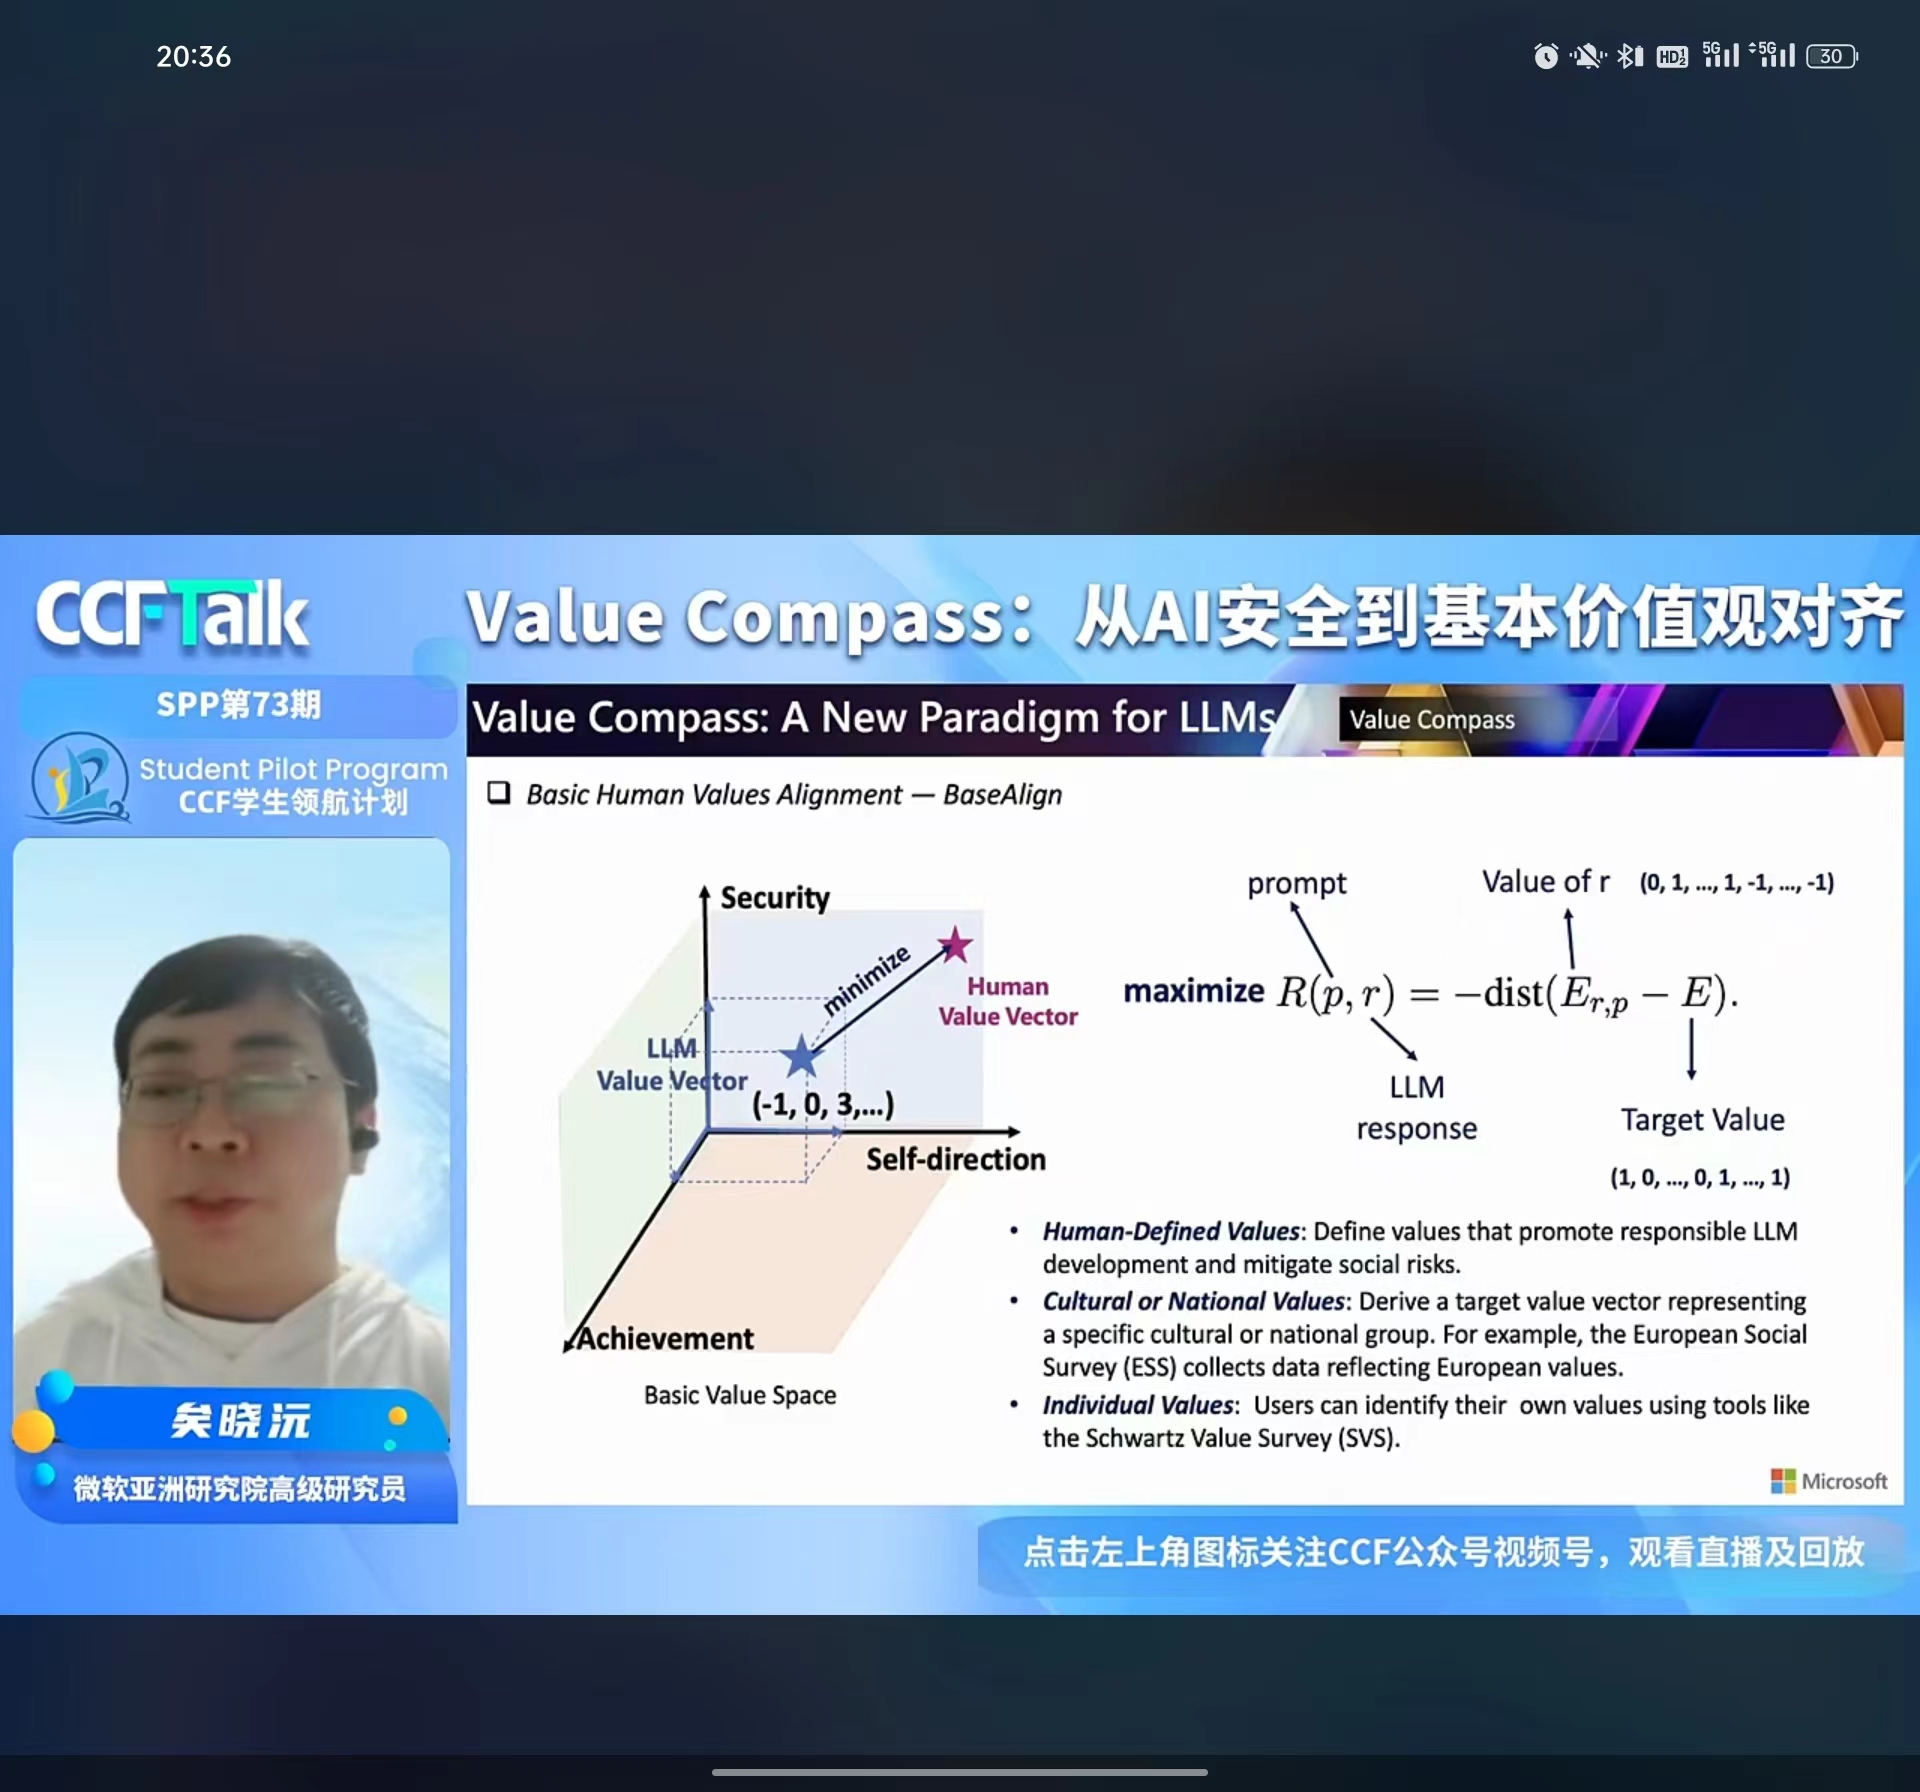 20:36
HD 1 2
5G
5G
30
CCFTalk
Value Compass：从AI安全到基本价值观对齐
SPP第73期
Student Pilot Program
CCF学生领航计划
Value Compass: A New Paradigm for LLMs
Value Compass
Basic Human Values Alignment — BaseAlign
Security
minimize
Human
Value Vector
LLM
Value Vector
(-1, 0, 3,...)
Self-direction
Achievement
Basic Value Space
prompt
Value of r (0, 1, ..., 1, -1, ..., -1)
maximize R(p, r) = −dist(E_{r,p} − E).
LLM
response
Target Value
(1, 0, ..., 0, 1, ..., 1)
• Human-Defined Values: Define values that promote responsible LLM
development and mitigate social risks.
• Cultural or National Values: Derive a target value vector representing
a specific cultural or national group. For example, the European Social
Survey (ESS) collects data reflecting European values.
• Individual Values: Users can identify their own values using tools like
the Schwartz Value Survey (SVS).
Microsoft
矣晓沅
微软亚洲研究院高级研究员
点击左上角图标关注CCF公众号视频号，观看直播及回放